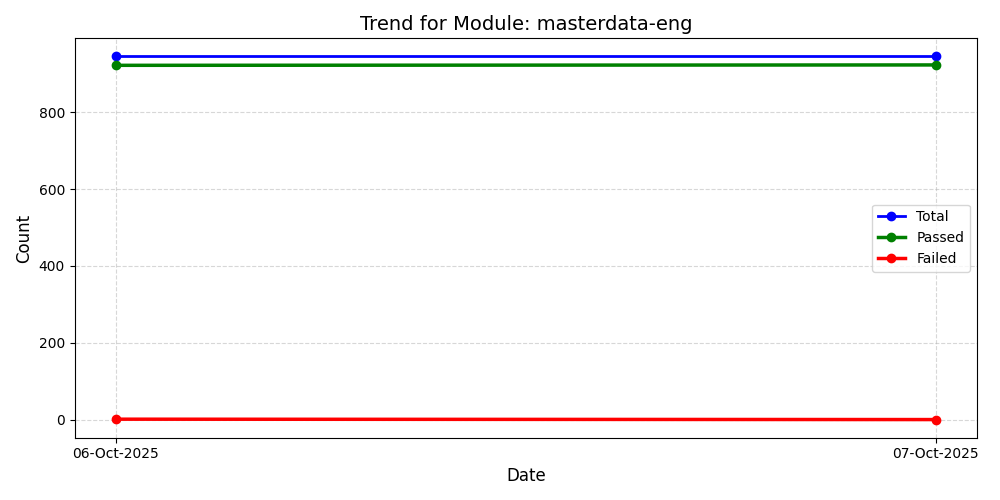 Trend for Module: masterdata-eng
Count
800
600
400
200
0
Total
Passed
Failed
06-Oct-2025
07-Oct-2025
Date